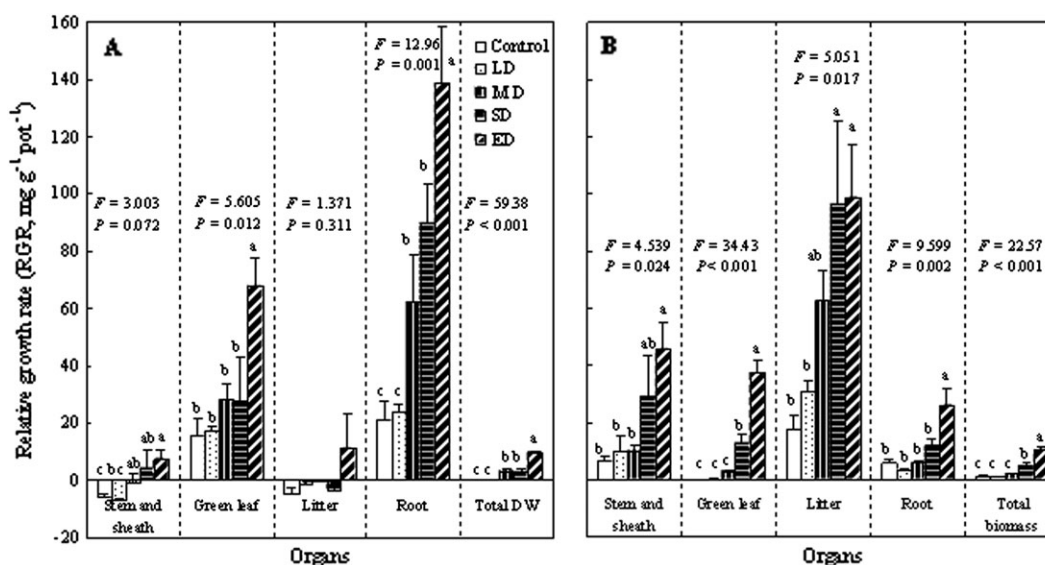 Relative growth rate (RGR, mg g⁻¹ pot⁻¹)
160
140
120
100
80
60
40
20
0
-20
A
F = 3.003
P = 0.072
F = 5.605
P = 0.012
F = 1.371
P = 0.311
F = 12.96
P = 0.001
F = 59.38
P < 0.001
Control
LD
MD
SD
ED
c b c ab ab a
b b b b a
c c b b a
c c b b a
Stem and sheath
Green leaf
Litter
Root
Total DW
Organs
B
F = 4.539
P = 0.024
F = 34.43
P < 0.001
F = 5.051
P = 0.017
F = 9.599
P = 0.002
F = 22.57
P < 0.001
b b b ab a
c c c b a
b b ab a a
b b b b a
c c c b a
Stem and sheath
Green leaf
Litter
Root
Total biomass
Organs